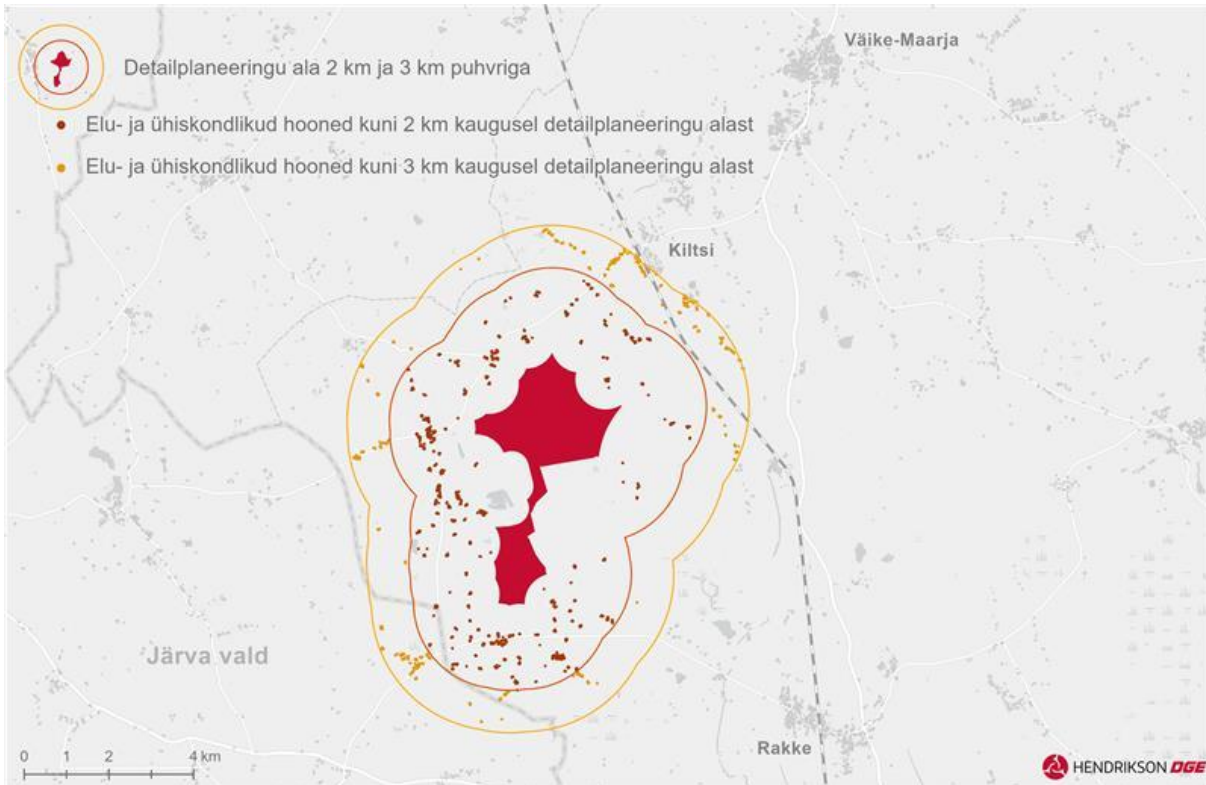 Väike-Maarja
Detailplaneeringu ala 2 km ja 3 km puhvriga
Elu- ja ühiskondlikud hooned kuni 2 km kaugusel detailplaneeringu alast
Elu- ja ühiskondlikud hooned kuni 3 km kaugusel detailplaneeringu alast
Kiltsi
Järva vald
Rakke
0 1 2 4 km
HENDRIKSON DGE